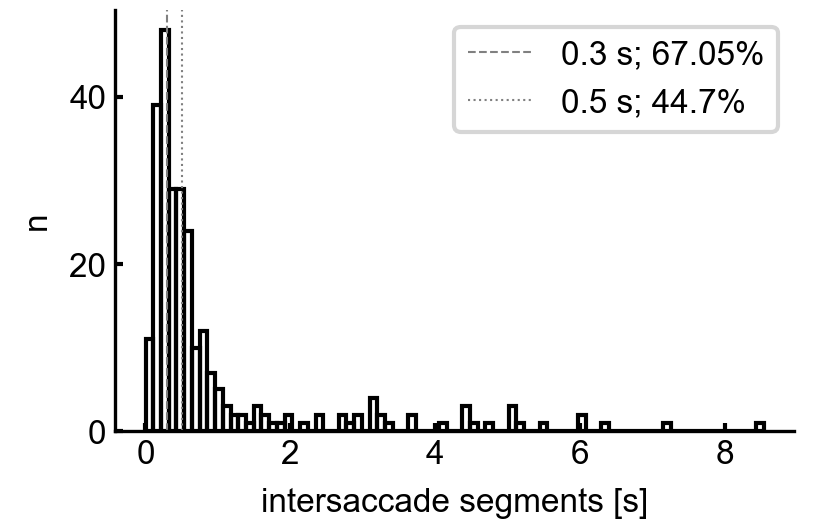 0.3 s; 67.05%
0.5 s; 44.7%
40
20
0
n
0 2 4 6 8
intersaccade segments [s]